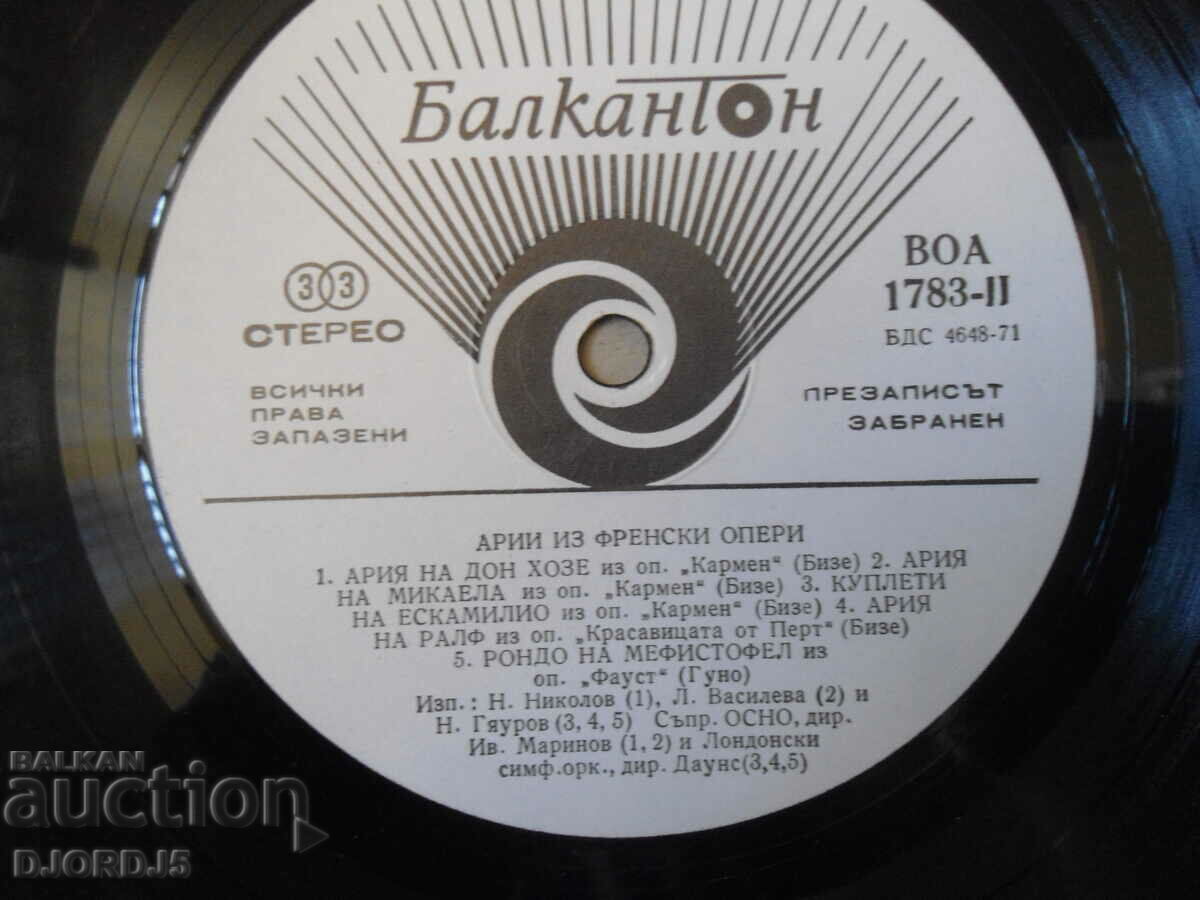 Балкантон
33
СТЕРЕО
ВСИЧКИ
ПРАВА
ЗАПАЗЕНИ
ВОА
1783-II
БДС 4648-71
ПРЕЗАПИСЪТ
ЗАБРАНЕН
АРИИ ИЗ ФРЕНСКИ ОПЕРИ
1. АРИЯ НА ДОН ХОЗЕ из оп. „Кармен“ (Бизе) 2. АРИЯ
НА МИКАЕЛА из оп. „Кармен“ (Бизе) 3. КУПЛЕТИ
НА ЕСКАМИЛИО из оп. „Кармен“ (Бизе) 4. АРИЯ
НА РАЛФ из оп. „Красавицата от Перт“ (Бизе)
5. РОНДО НА МЕФИСТОФЕЛ из
оп. „Фауст“ (Гуно)
Изп.: Н. Николов (1), Л. Василева (2) и
Н. Гяуров (3, 4, 5) Съпр. ОСНО, дир.
Ив. Маринов (1, 2) и Лондонски
симф.орк., дир. Даунс(3,4,5)
BALKAN
auction
DJORDJ5